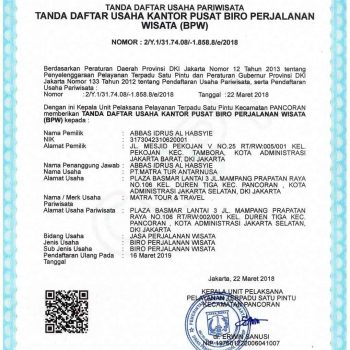 TANDA DAFTAR USAHA PARIWISATA
TANDA DAFTAR USAHA KANTOR PUSAT BIRO PERJALANAN
WISATA (BPW)
NOMOR : 2/Y.1/31.74.08/-1.858.8/e/2018
Berdasarkan Peraturan Daerah Provinsi DKI Jakarta Nomor 12 Tahun 2013 tentang
Penyelenggaraan Pelayanan Terpadu Satu Pintu dan Peraturan Gubernur Provinsi DKI
Jakarta Nomor 133 Tahun 2012 tentang Pendaftaran Usaha Pariwisata, serta Pendaftaran
Usaha Pariwisata :
Nomor : 2/Y.1/31.74.08/-1.858.8/e/2018 Tanggal : 22 Maret 2018
Dengan ini Kepala Unit Pelaksana Pelayanan Terpadu Satu Pintu Kecamatan PANCORAN
memberikan TANDA DAFTAR USAHA KANTOR PUSAT BIRO PERJALANAN WISATA
(BPW) kepada :
Nama Pemilik : ABBAS IDRUS AL HABSYIE
NIK : 3173042310620001
Alamat Pemilik : JL. MESJID PEKOJAN V NO.25 RT/RW/005/001 KEL.
PEKOJAN KEC. TAMBORA, KOTA ADMINISTRASI
JAKARTA BARAT, DKI JAKARTA
Nama Penanggung Jawab : ABBAS IDRUS AL HABSYIE
Nama Usaha : PT.MATRA TUR ANTARNUSA
Alamat Usaha : PLAZA BASMAR LANTAI 3 JL.MAMPANG PRAPATAN RAYA
NO.106 KEL. DUREN TIGA KEC. PANCORAN , KOTA
ADMINISTRASI JAKARTA SELATAN, DKI JAKARTA
Nama / Merk Usaha : MATRA TOUR & TRAVEL
Pariwisata
Alamat Usaha Pariwisata : PLAZA BASMAR LANTAI 3 JL. MAMPANG PRAPATAN
RAYA NO.106 RT/RW/002/001 KEL. DUREN TIGA KEC.
PANCORAN , KOTA ADMINISTRASI JAKARTA SELATAN,
DKI JAKARTA
Bidang Usaha : JASA PERJALANAN WISATA
Jenis Usaha : BIRO PERJALANAN WISATA
Sub Jenis Usaha : BIRO PERJALANAN WISATA
Pendaftaran Ulang Pada : 16 Maret 2019
Tanggal
Jakarta, 22 Maret 2018
KEPALA UNIT PELAKSANA
PELAYANAN TERPADU SATU PINTU
KECAMATAN PANCORAN
dr. ERWIN SANUSI